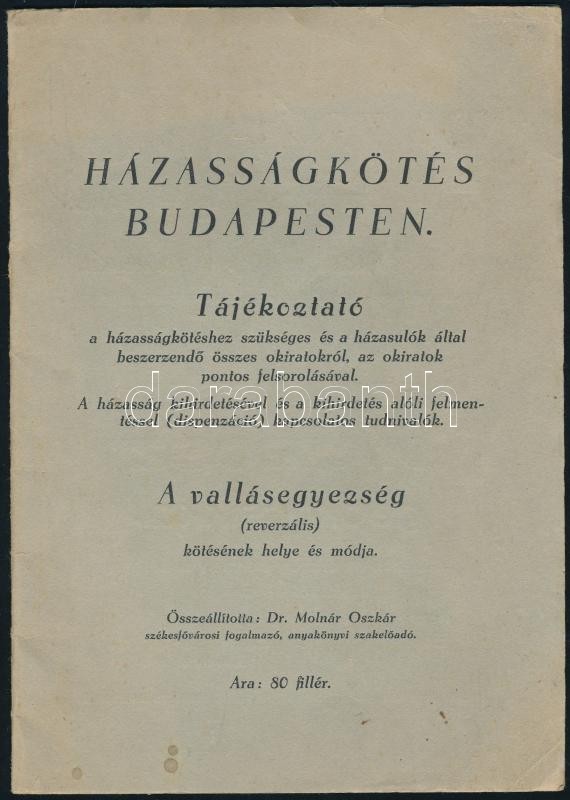 HÁZASSÁGKÖTÉS
BUDAPESTEN.
Tájékoztató
a házasságkötéshez szükséges és a házasulók által
beszerzendő összes okiratokról, az okiratok
pontos felsorolásával.
A házasság kihirdetésével és a kihirdetés alóli felmen-
téssel (dispenzáció) kapcsolatos tudnivalók.
darabanth
A vallásegyezség
(reverzális)
kötésének helye és módja.
Összeállította: Dr. Molnár Oszkár
székesfővárosi fogalmazó, anyakönyvi szakelőadó.
Ara: 80 fillér.